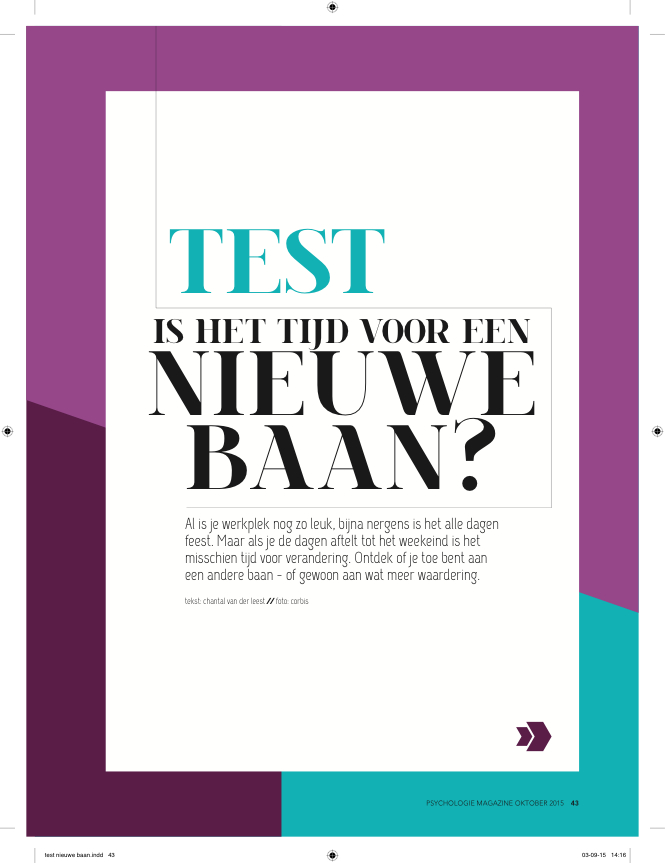 TEST
IS HET TIJD VOOR EEN
NIEUWE
BAAN?
Al is je werkplek nog zo leuk, bijna nergens is het alle dagen
feest. Maar als je de dagen aftelt tot het weekeind is het
misschien tijd voor verandering. Ontdek of je toe bent aan
een andere baan - of gewoon aan wat meer waardering.
tekst: chantal van der leest // foto: corbis
PSYCHOLOGIE MAGAZINE OKTOBER 2015 43
test nieuwe baan.indd 43 03-09-15 14:16